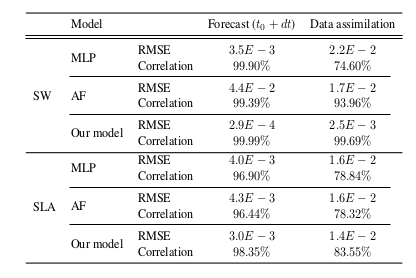 Model Forecast (t₀ + dt) Data assimilation
MLP RMSE 3.5E − 3 2.2E − 2
Correlation 99.90% 74.60%
SW AF RMSE 4.4E − 2 1.7E − 2
Correlation 99.39% 93.96%
Our model RMSE 2.9E − 4 2.5E − 3
Correlation 99.99% 99.69%
MLP RMSE 4.0E − 3 1.6E − 2
Correlation 96.90% 78.84%
SLA AF RMSE 4.3E − 3 1.6E − 2
Correlation 96.44% 78.32%
Our model RMSE 3.0E − 3 1.4E − 2
Correlation 98.35% 83.55%